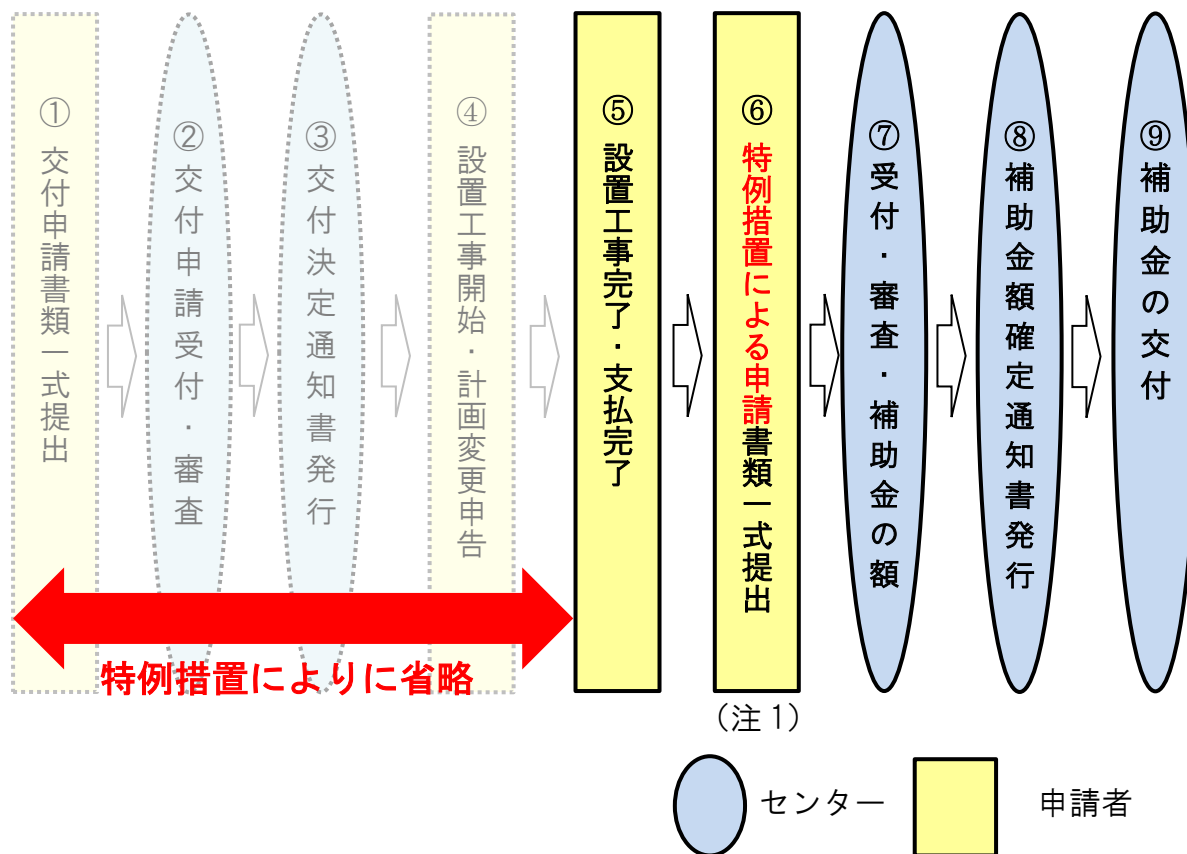 ①交付申請書類一式提出
②交付申請受付・審査
③交付決定通知書発行
④設置工事開始・計画変更申告
⑤設置工事完了・支払完了
⑥特例措置による申請書類一式提出
⑦受付・審査・補助金の額
⑧補助金額確定通知書発行
⑨補助金の交付
特例措置によりに省略
（注１）
センター
申請者